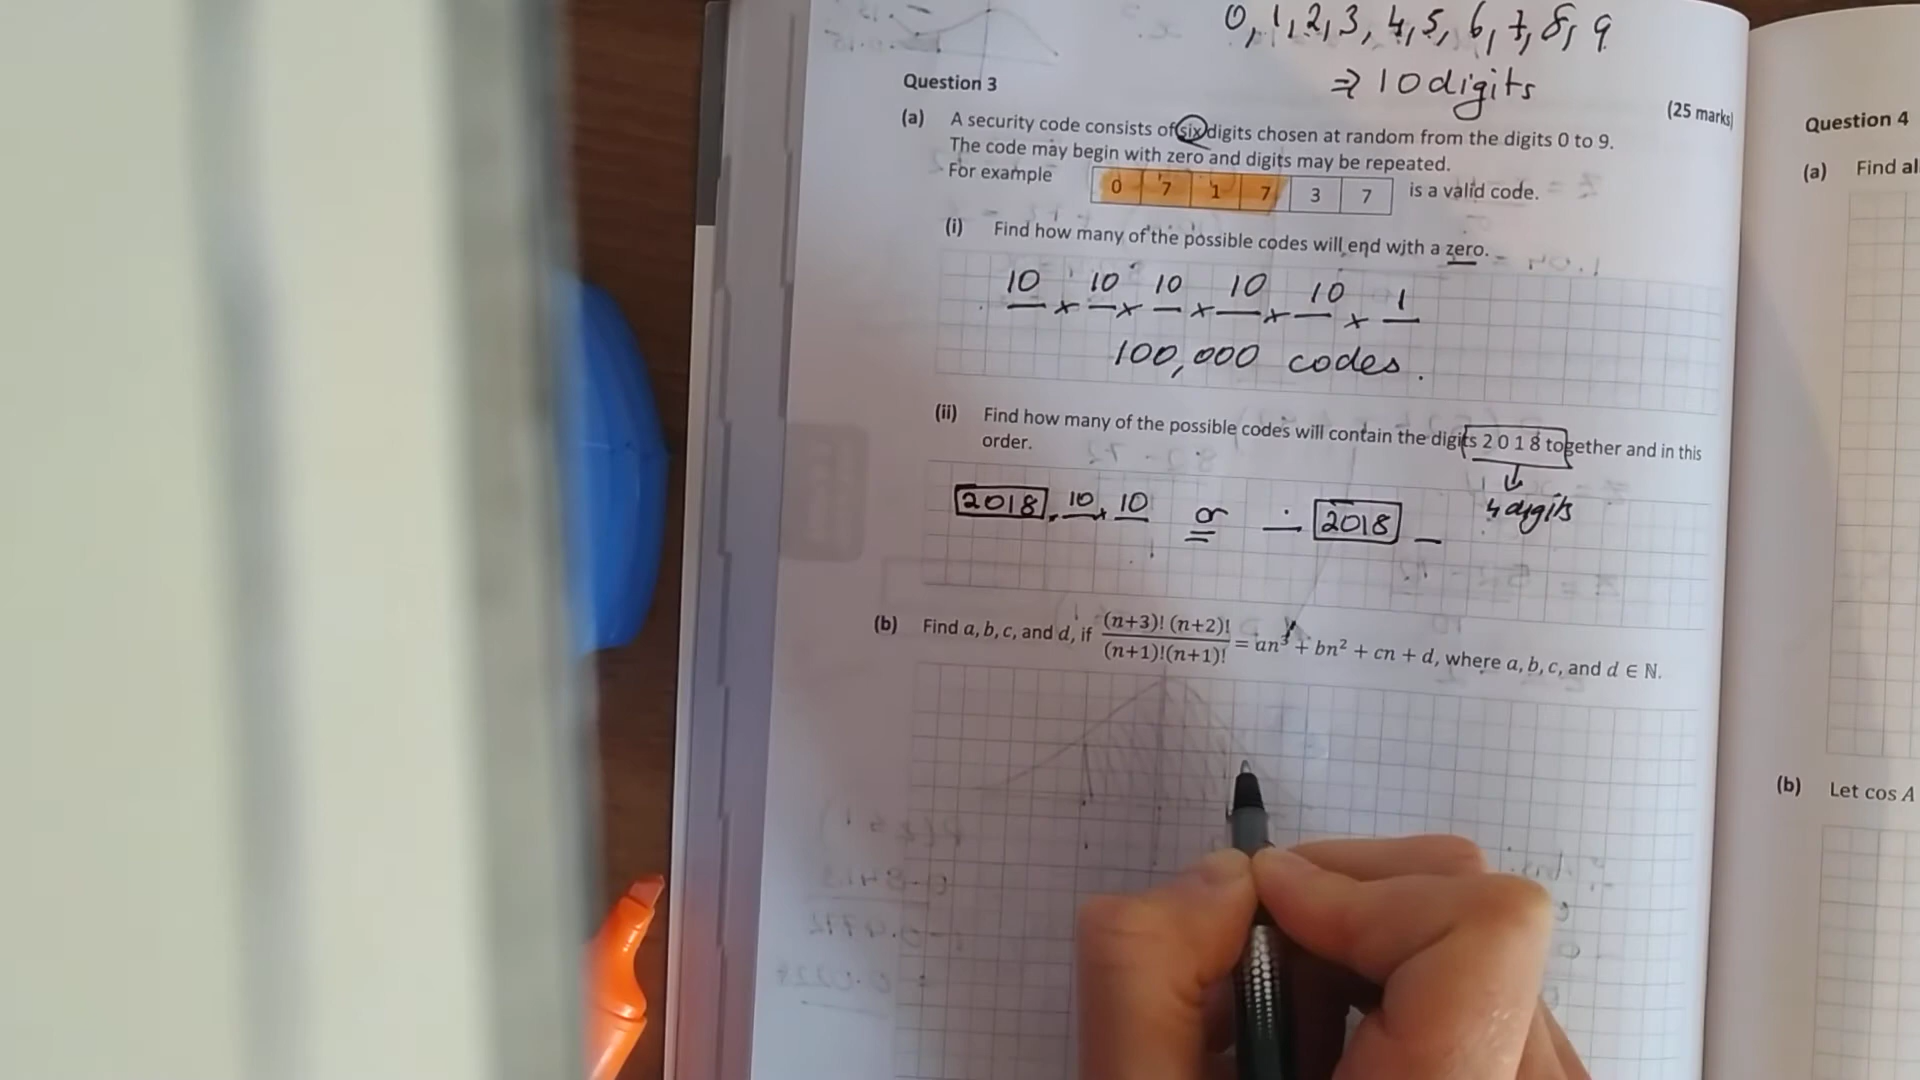 0, 1, 2, 3, 4, 5, 6, 7, 8, 9
⇒ 10 digits
Question 3
(25 marks)
(a) A security code consists of six digits chosen at random from the digits 0 to 9.
The code may begin with zero and digits may be repeated.
For example 0 7 1 7 3 7 is a valid code.
(i) Find how many of the possible codes will end with a zero.
10 × 10 × 10 × 10 × 10 × 1
100,000 codes.
(ii) Find how many of the possible codes will contain the digits 2 0 1 8 together and in this
order.
4 digits
2018 . 10 × 10 or _ 2018 _
(b) Find a, b, c, and d, if (n+3)! (n+2)! / (n+1)!(n+1)! = an³ + bn² + cn + d, where a, b, c, and d ∈ ℕ.
Question 4
(a) Find al
(b) Let cos A